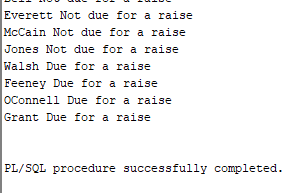 Bell Not due for a raise
Everett Not due for a raise
McCain Not due for a raise
Jones Not due for a raise
Walsh Due for a raise
Feeney Due for a raise
OConnell Due for a raise
Grant Due for a raise
PL/SQL procedure successfully completed.